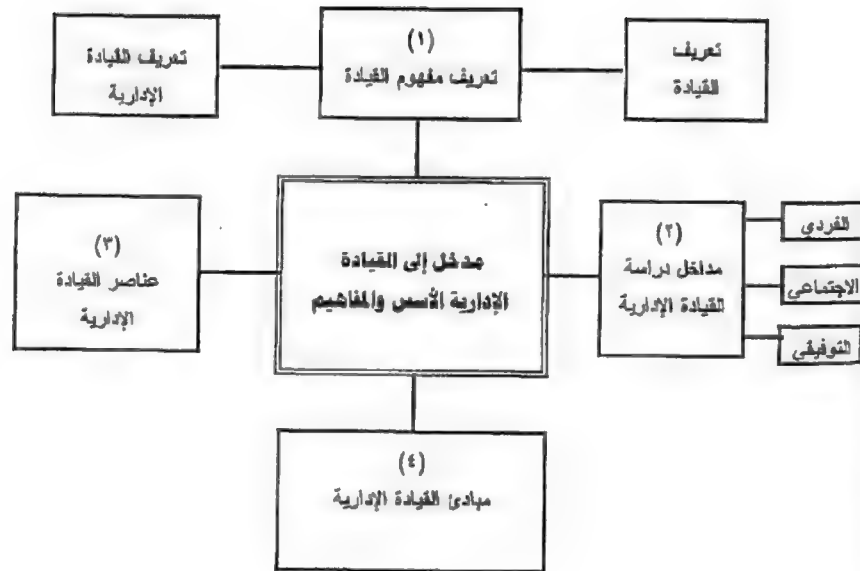 تعريف
القيادة
(١)
تعريف مفهوم القيادة
تعريف القيادة
الإدارية
مدخل إلى القيادة
الإدارية الأسس والمفاهيم
(٢)
مداخل دراسة
القيادة الإدارية
الفردي
الاجتماعي
التوفيقي
(٣)
عناصر القيادة
الإدارية
(٤)
مبادئ القيادة الإدارية